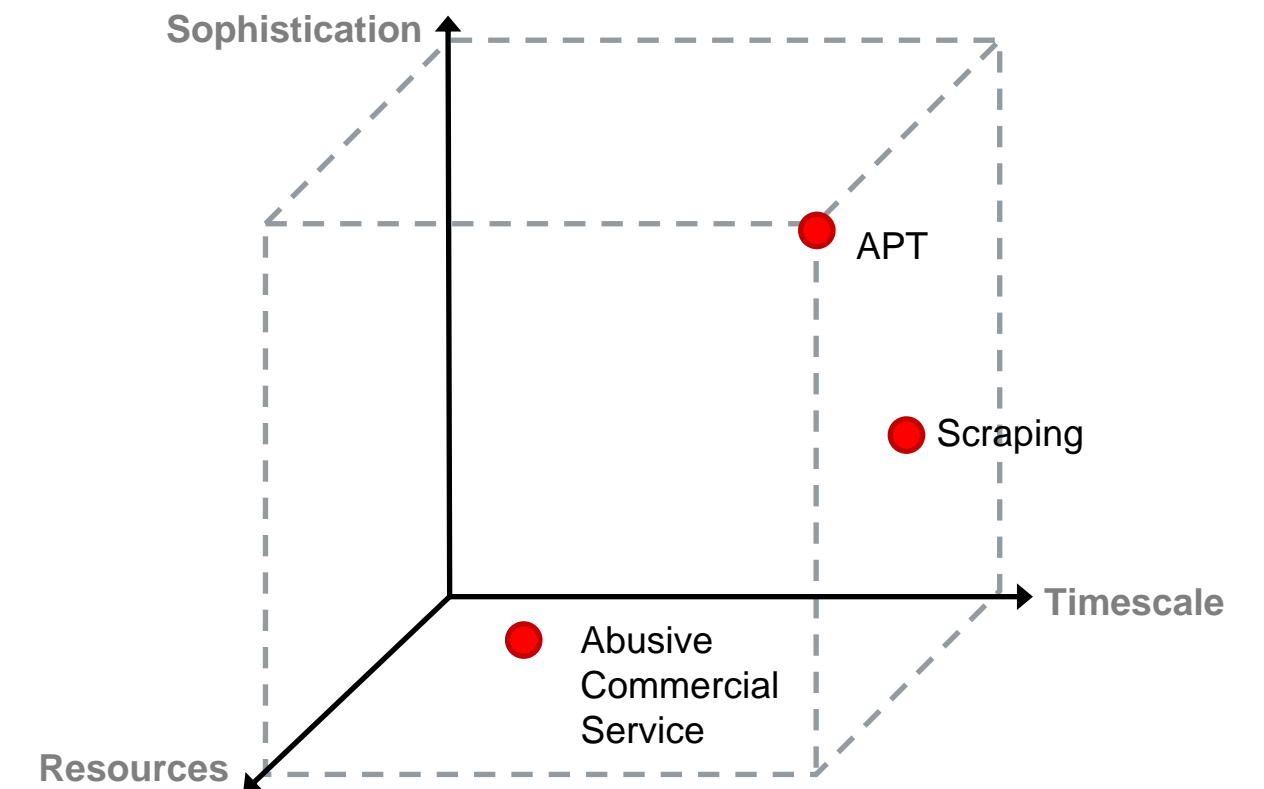 Sophistication
APT
Scraping
Timescale
Abusive
Commercial
Service
Resources